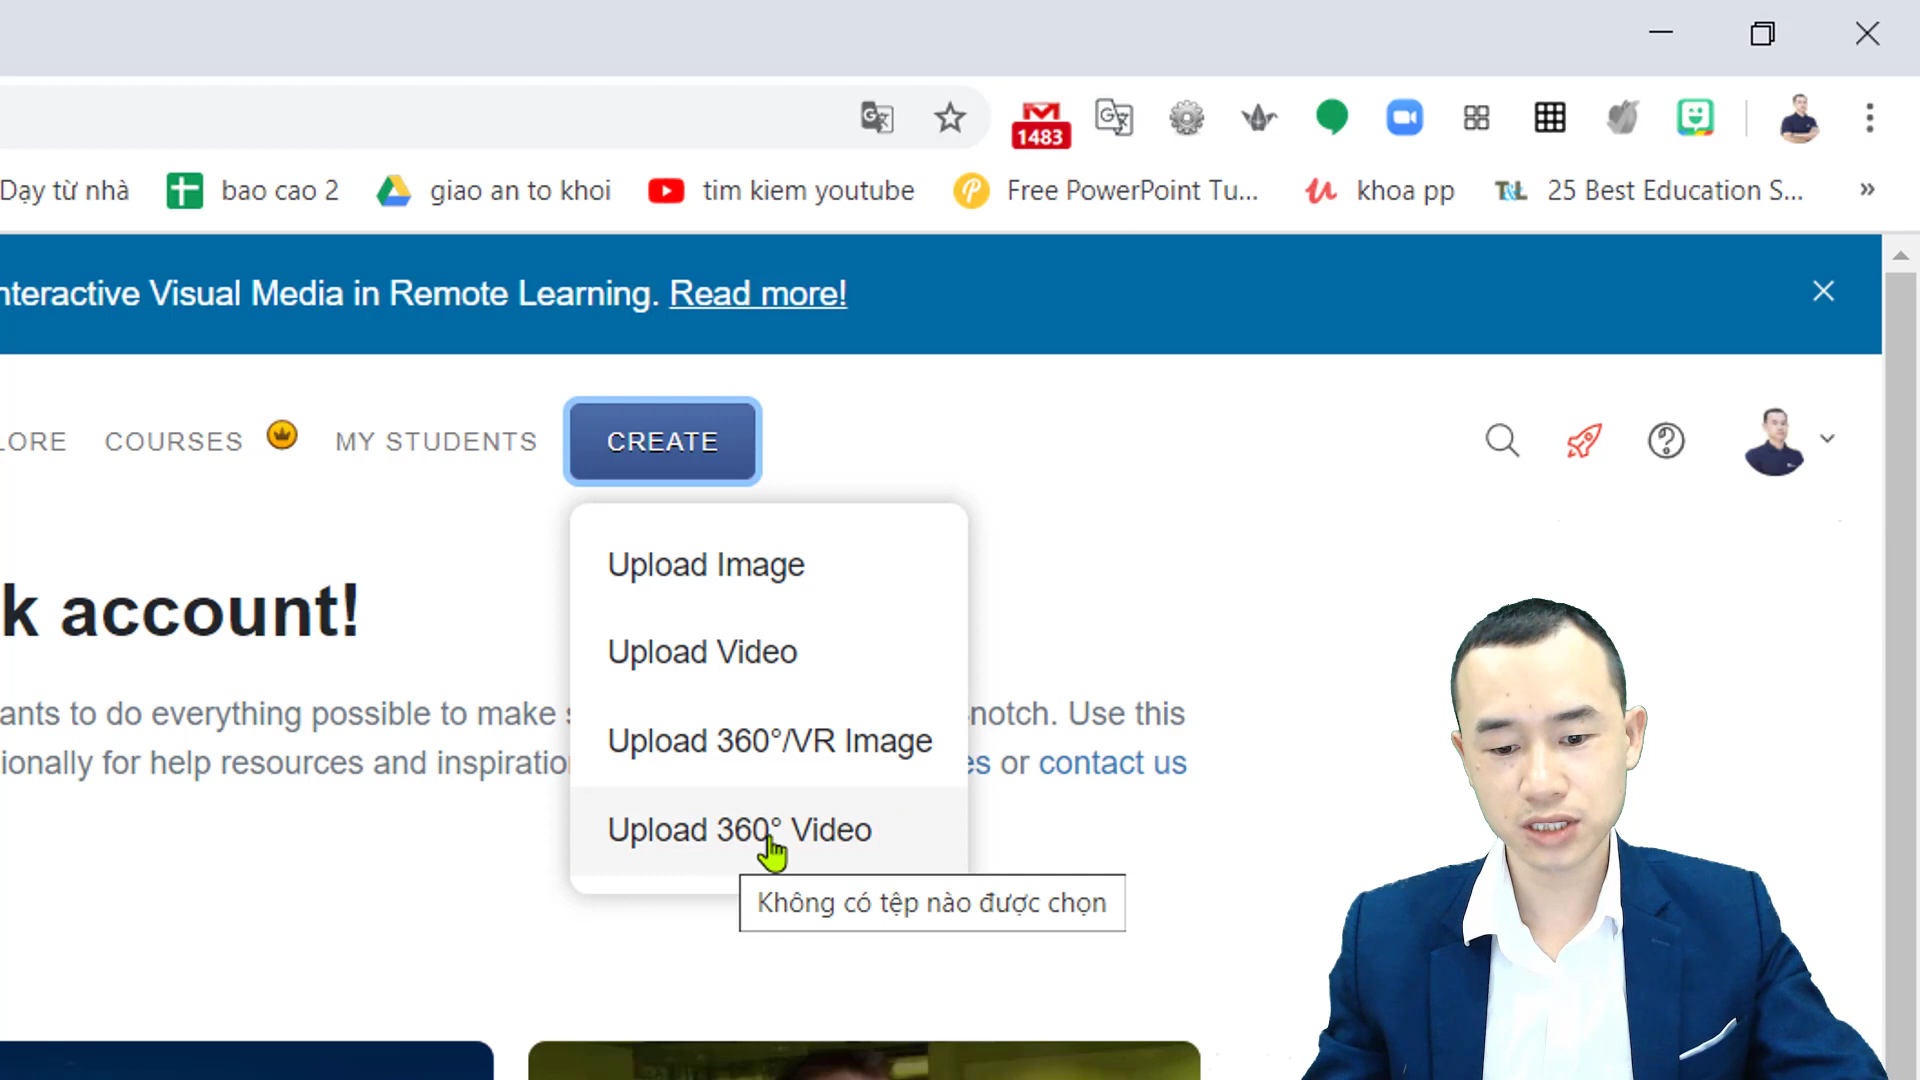 1483
Dạy từ nhà
bao cao 2
giao an to khoi
tim kiem youtube
Free PowerPoint Tu...
khoa pp
T&L
25 Best Education S...
nteractive Visual Media in Remote Learning. Read more!
LORE
COURSES
MY STUDENTS
CREATE
Upload Image
k account!
Upload Video
ants to do everything possible to make
notch. Use this
Upload 360°/VR Image
ionally for help resources and inspiratio
es or contact us
Upload 360° Video
Không có tệp nào được chọn